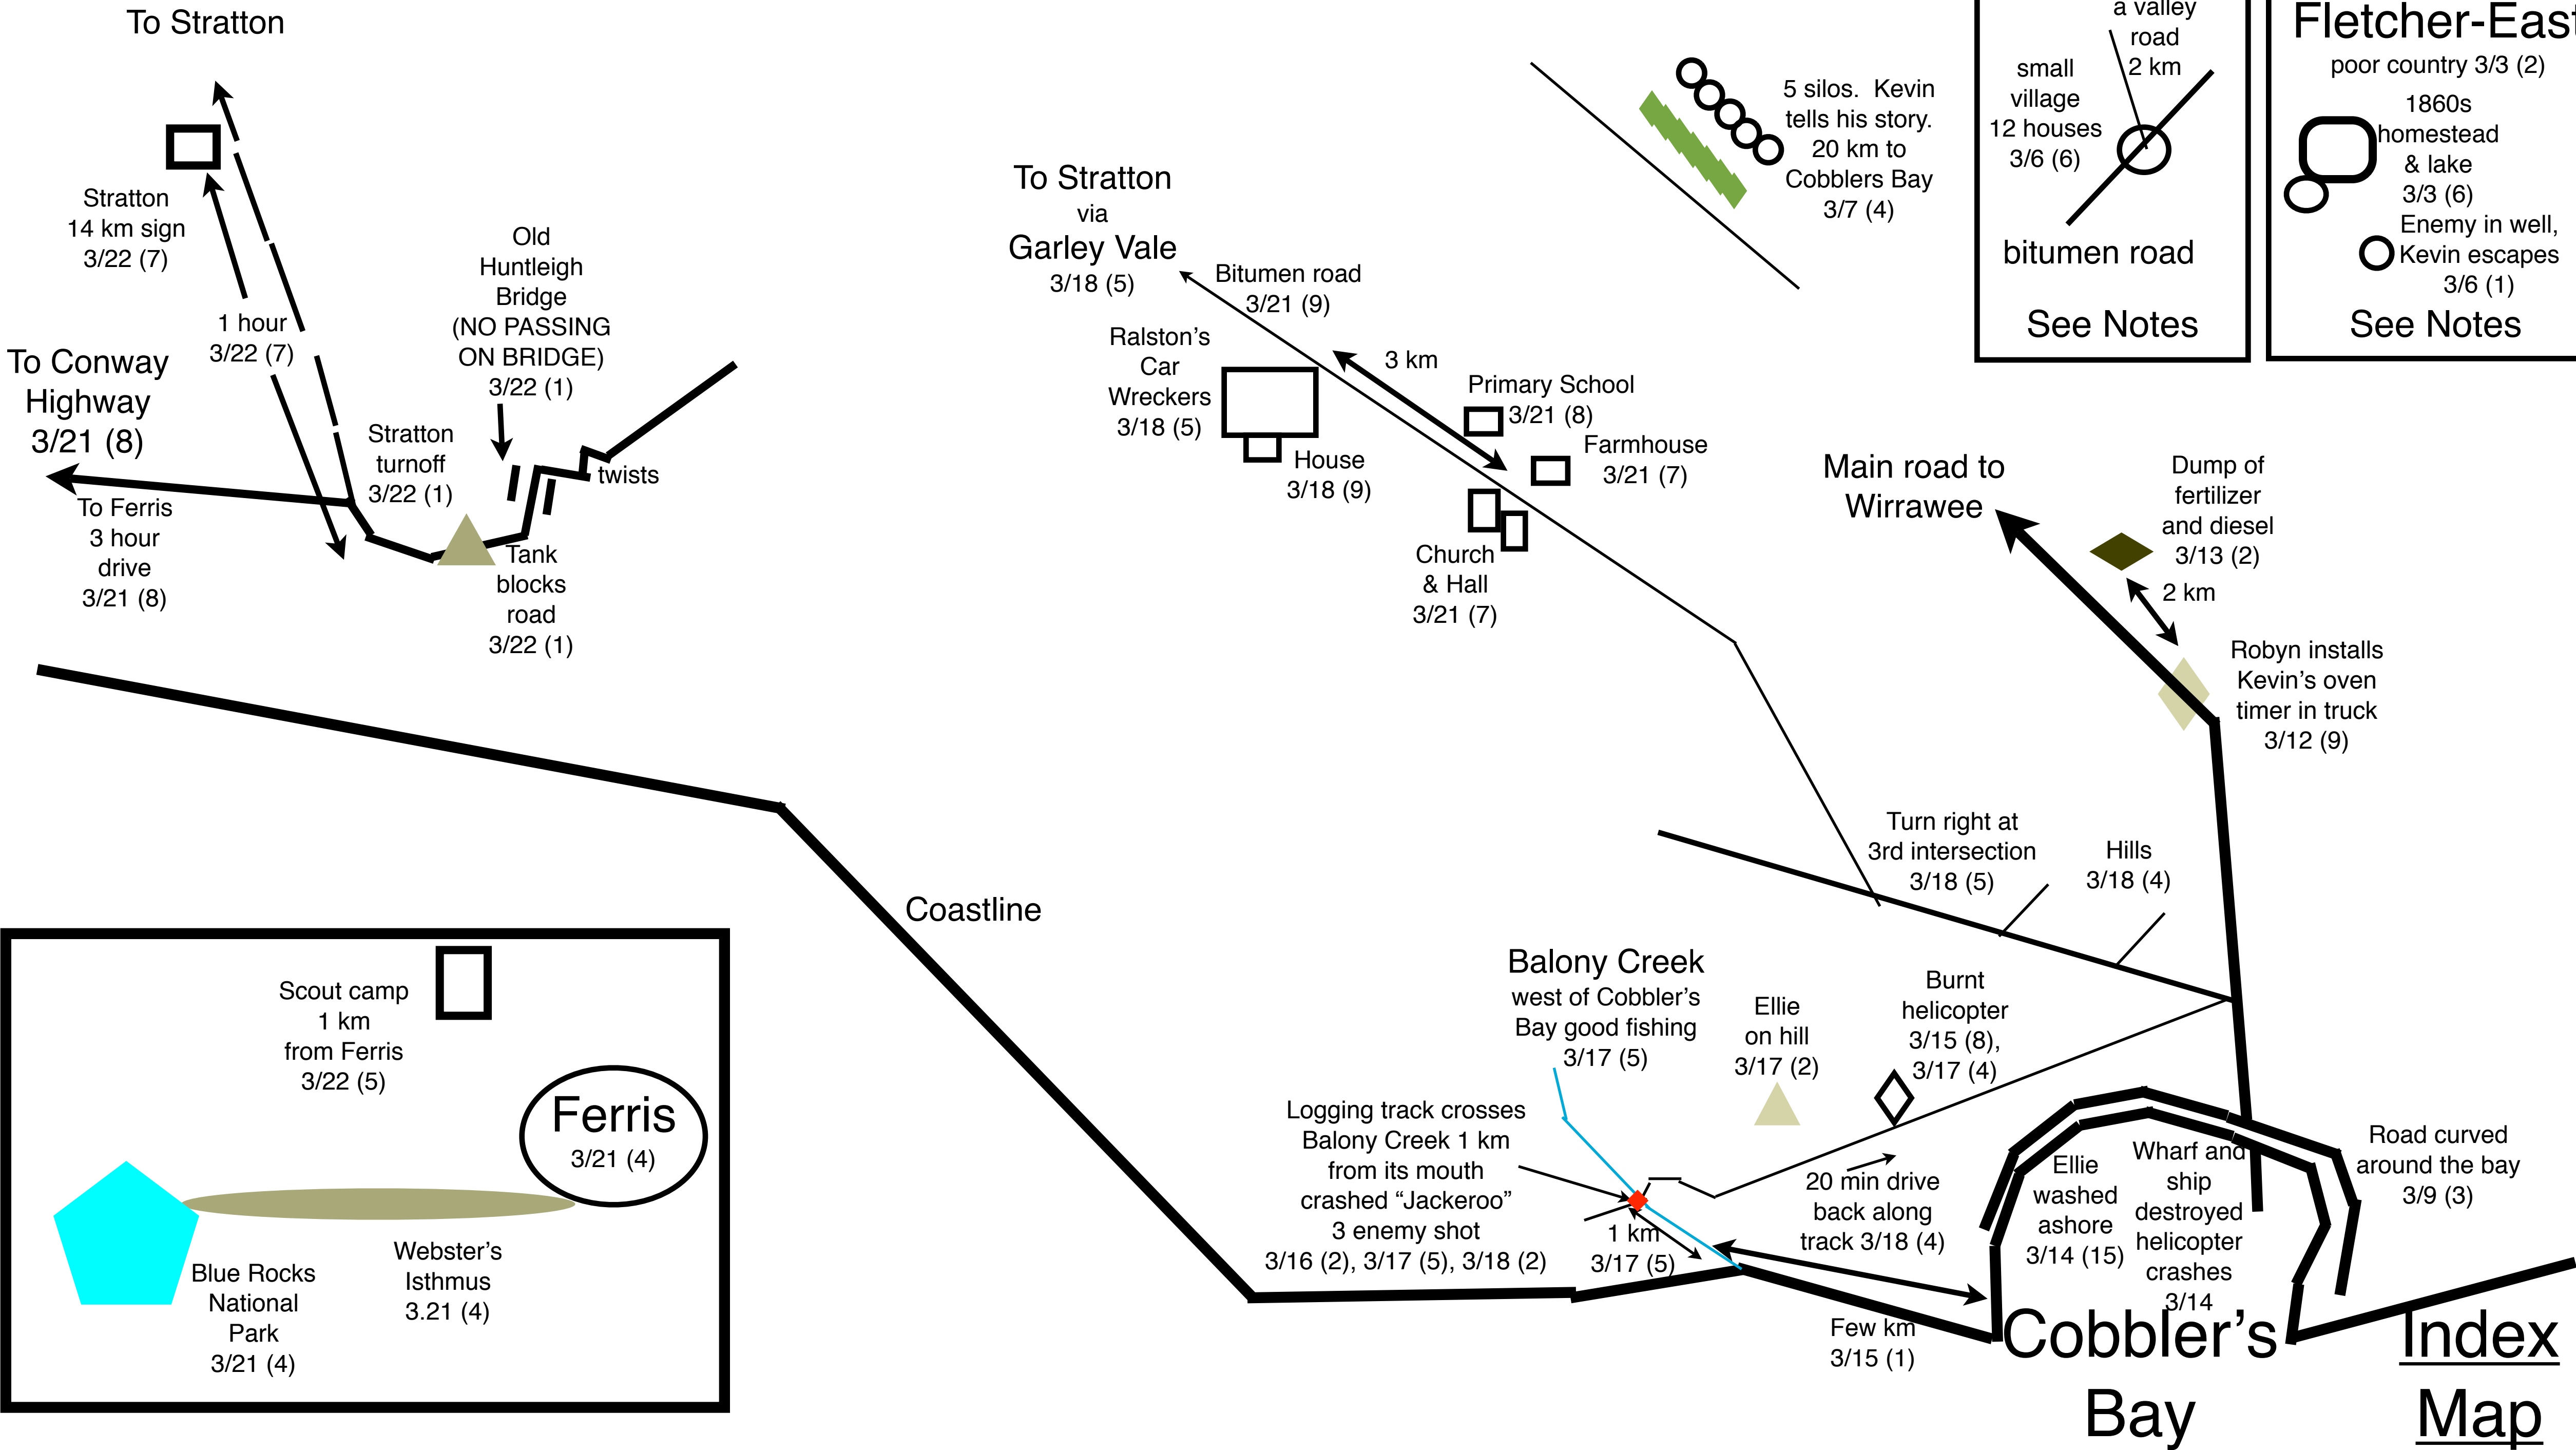 To Stratton
Stratton
14 km sign
3/22 (7)
1 hour
3/22 (7)
To Conway
Highway
3/21 (8)
To Ferris
3 hour
drive
3/21 (8)
Stratton
turnoff
3/22 (1)
Old
Huntleigh
Bridge
(NO PASSING
ON BRIDGE)
3/22 (1)
twists
Tank
blocks
road
3/22 (1)
To Stratton
via
Garley Vale
3/18 (5)
Bitumen road
3/21 (9)
Ralston's
Car
Wreckers
3/18 (5)
House
3/18 (9)
3 km
Primary School
3/21 (8)
Farmhouse
3/21 (7)
Church
& Hall
3/21 (7)
5 silos.  Kevin
tells his story.
20 km to
Cobblers Bay
3/7 (4)
a valley
road
2 km
small
village
12 houses
3/6 (6)
bitumen road
See Notes
Fletcher-East
poor country 3/3 (2)
1860s
homestead
& lake
3/3 (6)
Enemy in well,
Kevin escapes
3/6 (1)
See Notes
Main road to
Wirrawee
Dump of
fertilizer
and diesel
3/13 (2)
2 km
Robyn installs
Kevin's oven
timer in truck
3/12 (9)
Turn right at
3rd intersection
3/18 (5)
Hills
3/18 (4)
Coastline
Balony Creek
west of Cobbler's
Bay good fishing
3/17 (5)
Ellie
on hill
3/17 (2)
Burnt
helicopter
3/15 (8),
3/17 (4)
Logging track crosses
Balony Creek 1 km
from its mouth
crashed “Jackeroo”
3 enemy shot
3/16 (2), 3/17 (5), 3/18 (2)
1 km
3/17 (5)
20 min drive
back along
track 3/18 (4)
Few km
3/15 (1)
Ellie
washed
ashore
3/14 (15)
Wharf and
ship
destroyed
helicopter
crashes
3/14
Road curved
around the bay
3/9 (3)
Cobbler's
Bay
Index
Map
Scout camp
1 km
from Ferris
3/22 (5)
Ferris
3/21 (4)
Webster's
Isthmus
3.21 (4)
Blue Rocks
National
Park
3/21 (4)